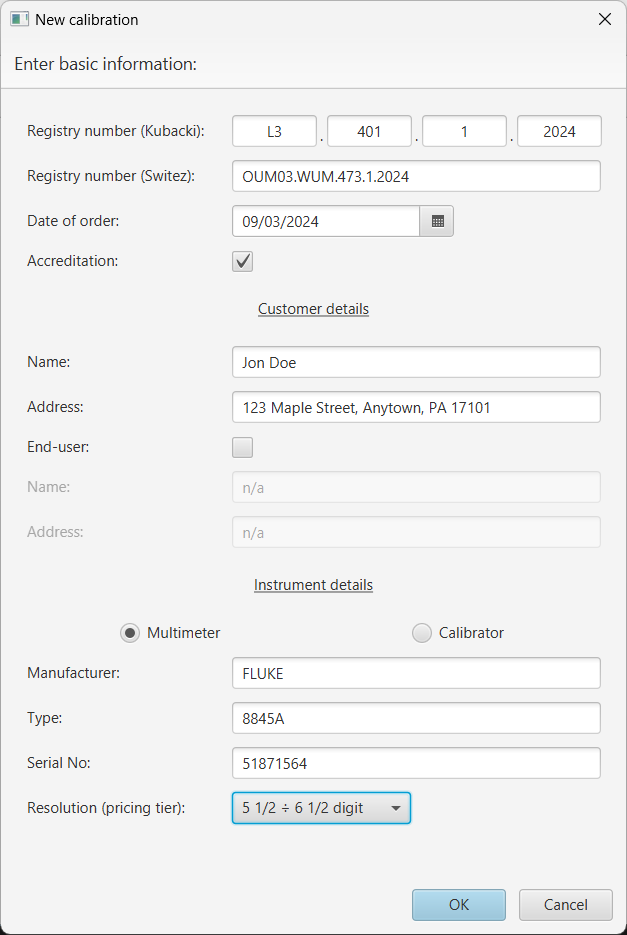 New calibration
Enter basic information:
Registry number (Kubacki): L3 . 401 . 1 . 2024
Registry number (Switez): OUM03.WUM.473.1.2024
Date of order: 09/03/2024
Accreditation:
Customer details
Name: Jon Doe
Address: 123 Maple Street, Anytown, PA 17101
End-user:
Name: n/a
Address: n/a
Instrument details
Multimeter Calibrator
Manufacturer: FLUKE
Type: 8845A
Serial No: 51871564
Resolution (pricing tier): 5 1/2 ÷ 6 1/2 digit
OK Cancel